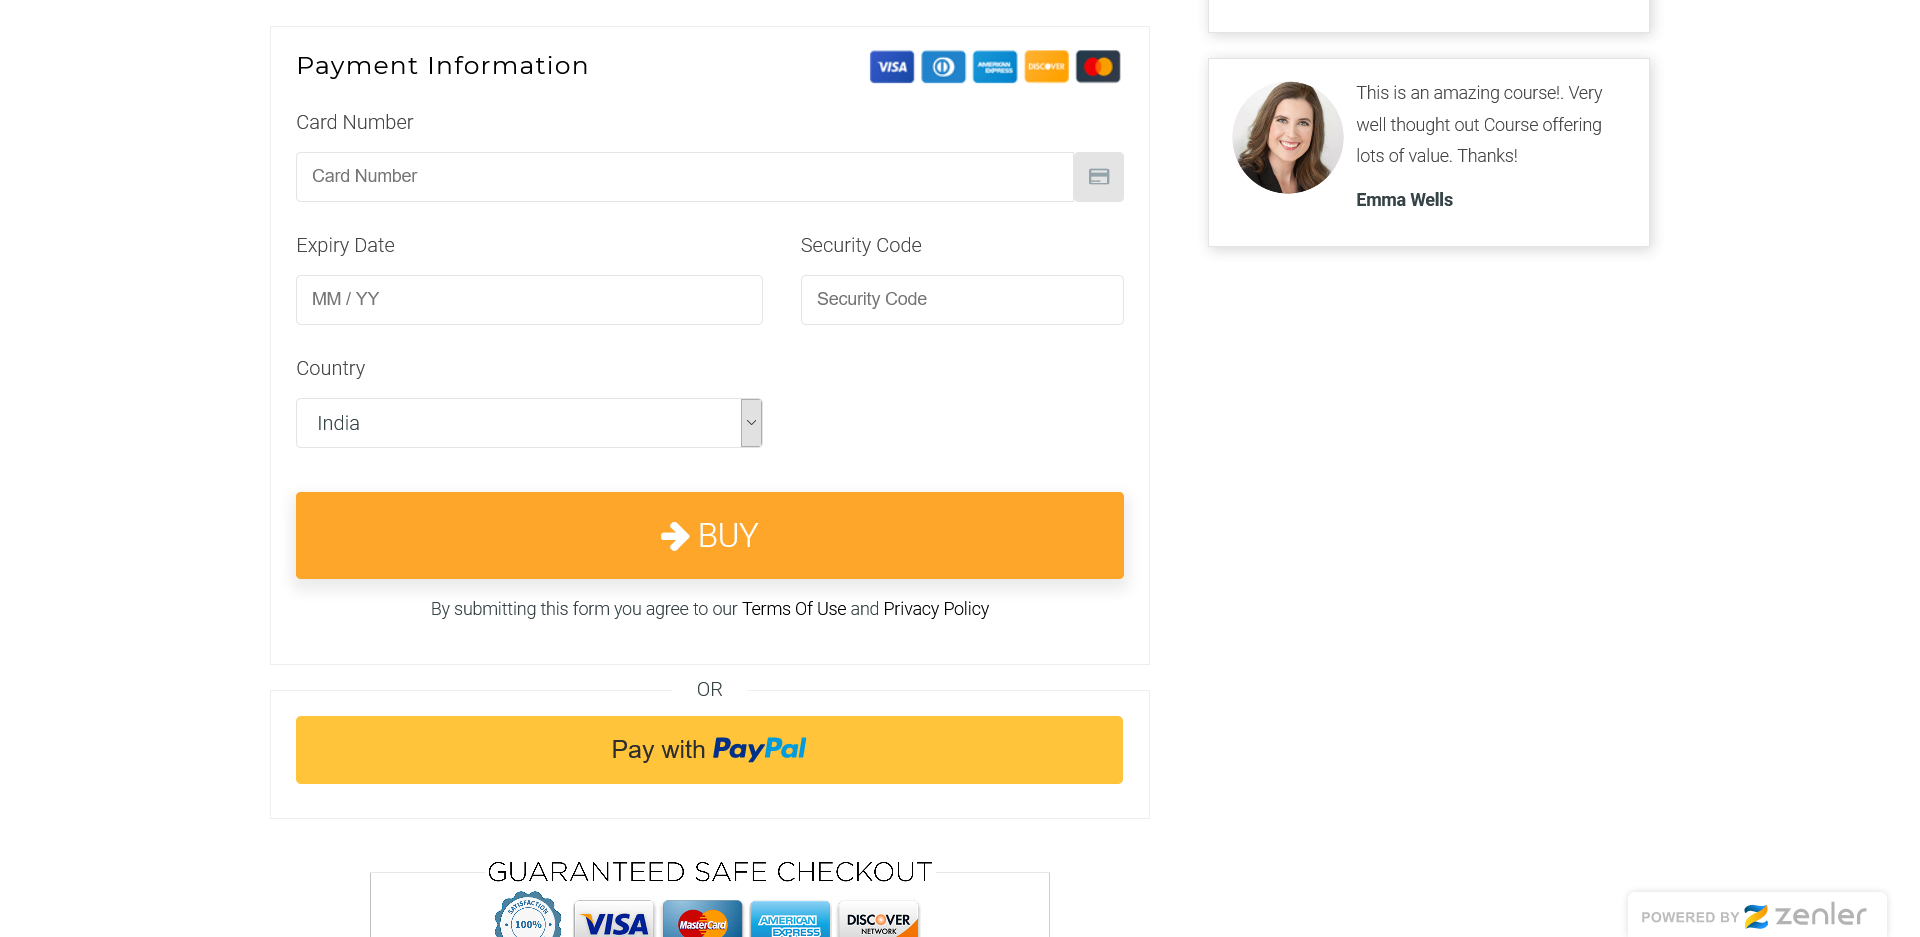 Payment Information
VISA
AMERICAN EXPRESS
DISCOVER
Card Number
Card Number
Expiry Date
Security Code
MM / YY
Security Code
Country
India
BUY
By submitting this form you agree to our Terms Of Use and Privacy Policy
OR
Pay with PayPal
GUARANTEED SAFE CHECKOUT
SATISFACTION
100%
VISA
MasterCard
AMERICAN
EXPRESS
DISCOVER
NETWORK
This is an amazing course!. Very
well thought out Course offering
lots of value. Thanks!
Emma Wells
POWERED BY zenler